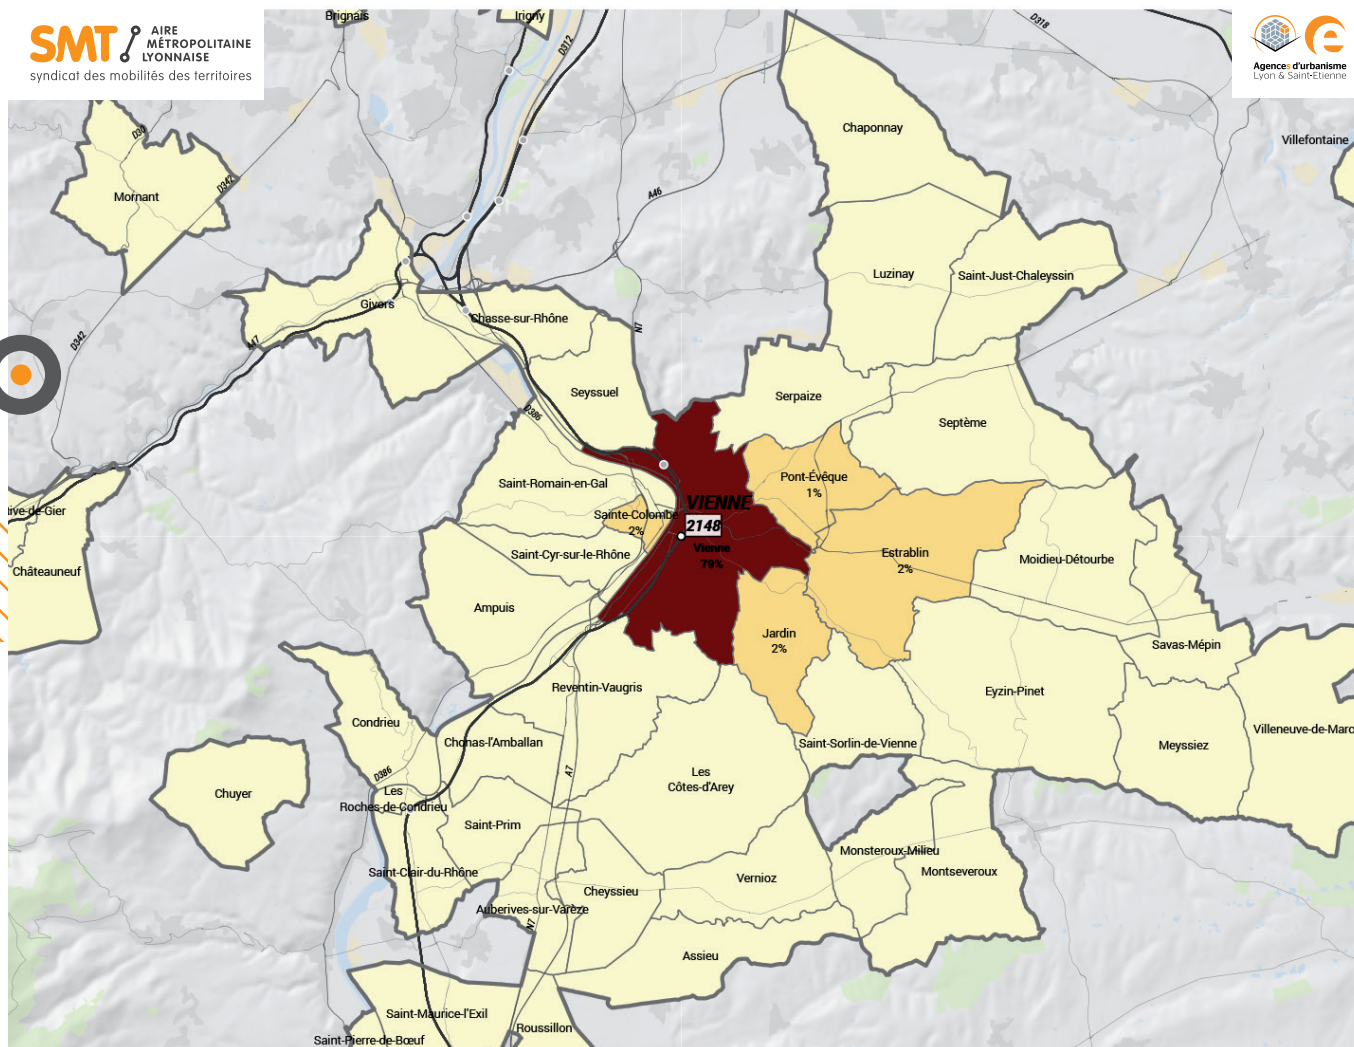 Brignais
Irigny
D318
SMT
AIRE
MÉTROPOLITAINE
LYONNAISE
syndicat des mobilités des territoires
D312
Agences d'urbanisme
Lyon & Saint-Etienne
Chaponnay
D30
Villefontaine
D342
A46
Mornant
Luzinay
Saint-Just-Chaleyssin
Givors
Chasse-sur-Rhône
N7
D342
A47
Seyssuel
Serpaize
D386
Septème
Saint-Romain-en-Gal
Pont-Évêque
1%
VIENNE
2148
ive-de-Gier
Sainte-Colombe
2%
Vienne
79%
Saint-Cyr-sur-le-Rhône
Estrablin
2%
Moidieu-Détourbe
Châteauneuf
Ampuis
Jardin
2%
Savas-Mépin
Reventin-Vaugris
Eyzin-Pinet
Condrieu
Chonas-l'Amballan
Saint-Sorlin-de-Vienne
Meyssiez
Villeneuve-de-Marc
D386
A7
Les
Côtes-d'Arey
Chuyer
Les
Roches-de-Condrieu
Saint-Prim
Monsteroux-Milieu
Saint-Clair-du-Rhône
Cheyssieu
Vernioz
Montseveroux
Auberives-sur-Varèze
N7
Assieu
Saint-Maurice-l'Exil
Roussillon
Saint-Pierre-de-Bœuf